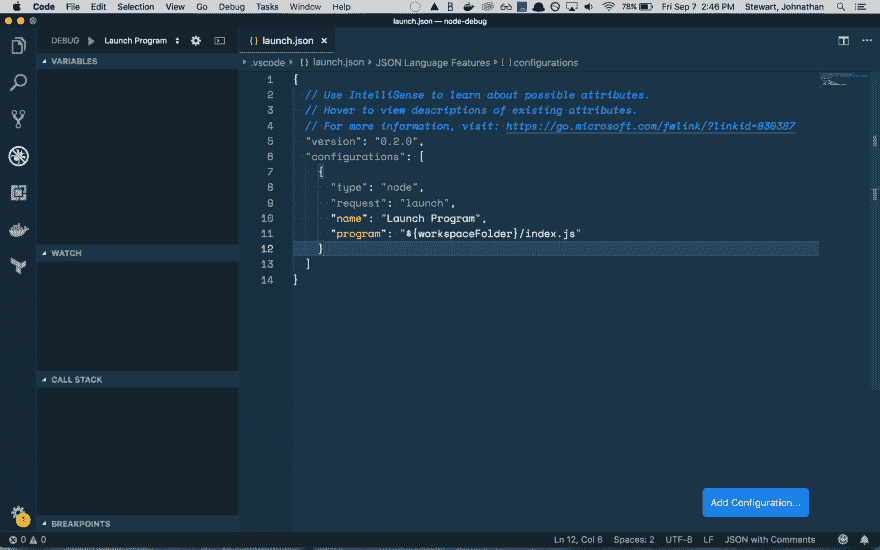 Code File Edit Selection View Go Debug Tasks Window Help 78% Fri Sep 7 2:46 PM Stewart, Johnathan
launch.json — node-debug
DEBUG Launch Program
{ } launch.json ×
.vscode › { } launch.json › JSON Language Features › [ ] configurations
VARIABLES
1 {
2 // Use IntelliSense to learn about possible attributes.
3 // Hover to view descriptions of existing attributes.
4 // For more information, visit: https://go.microsoft.com/fwlink/?linkid=830387
5 "version": "0.2.0",
6 "configurations": [
7 {
8 "type": "node",
9 "request": "launch",
10 "name": "Launch Program",
11 "program": "${workspaceFolder}/index.js"
12 }
13 ]
14 }
WATCH
CALL STACK
Add Configuration...
1
BREAKPOINTS
0 0 Ln 12, Col 6 Spaces: 2 UTF-8 LF JSON with Comments